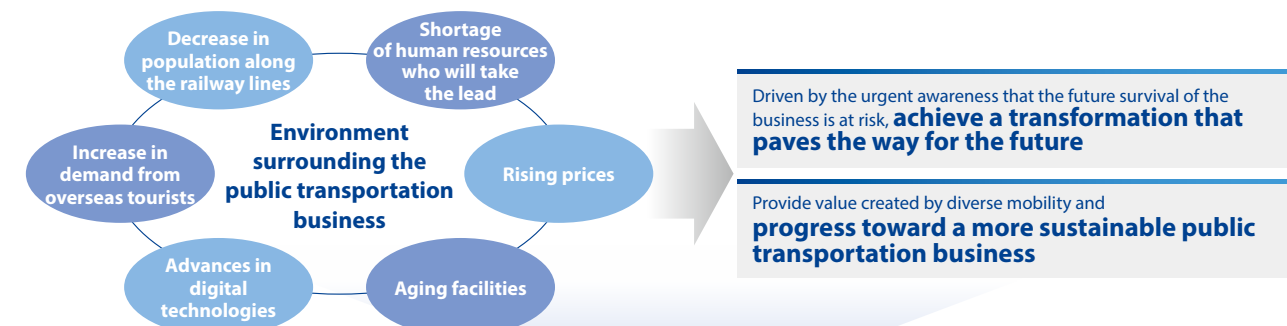 Decrease in
population along
the railway lines
Shortage
of human resources
who will take
the lead
Increase in
demand from
overseas tourists
Environment
surrounding the
public transportation
business
Rising prices
Advances in
digital
technologies
Aging facilities
Driven by the urgent awareness that the future survival of the
business is at risk, achieve a transformation that
paves the way for the future
Provide value created by diverse mobility and
progress toward a more sustainable public
transportation business